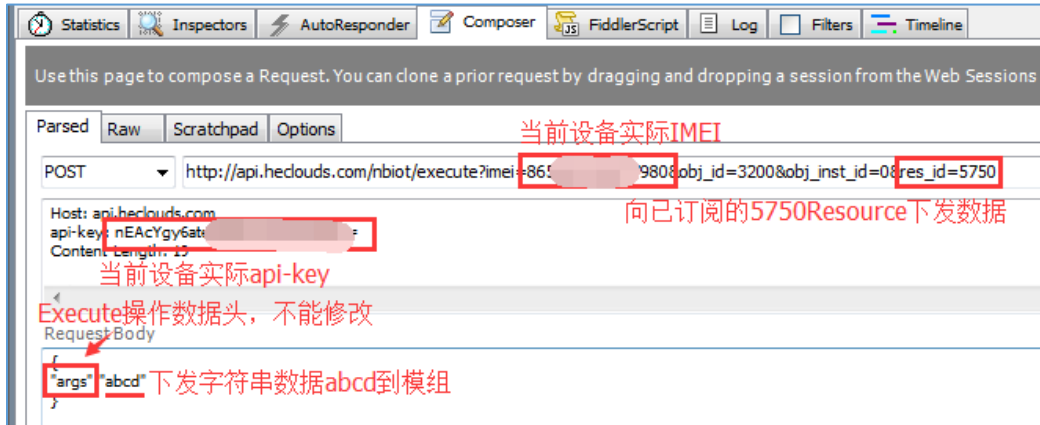 Statistics Inspectors AutoResponder Composer FiddlerScript Log Filters Timeline
Use this page to compose a Request. You can clone a prior request by dragging and dropping a session from the Web Sessions
Parsed Raw Scratchpad Options
当前设备实际IMEI
POST http://api.heclouds.com/nbiot/execute?imei=865 980&obj_id=3200&obj_inst_id=0&res_id=5750
向已订阅的5750Resource下发数据
Host: api.heclouds.com
api-key: nEAcYgy6ate =
Content-Length: 19
当前设备实际api-key
Execute操作数据头，不能修改
Request Body
{
"args" "abcd" 下发字符串数据abcd到模组
}